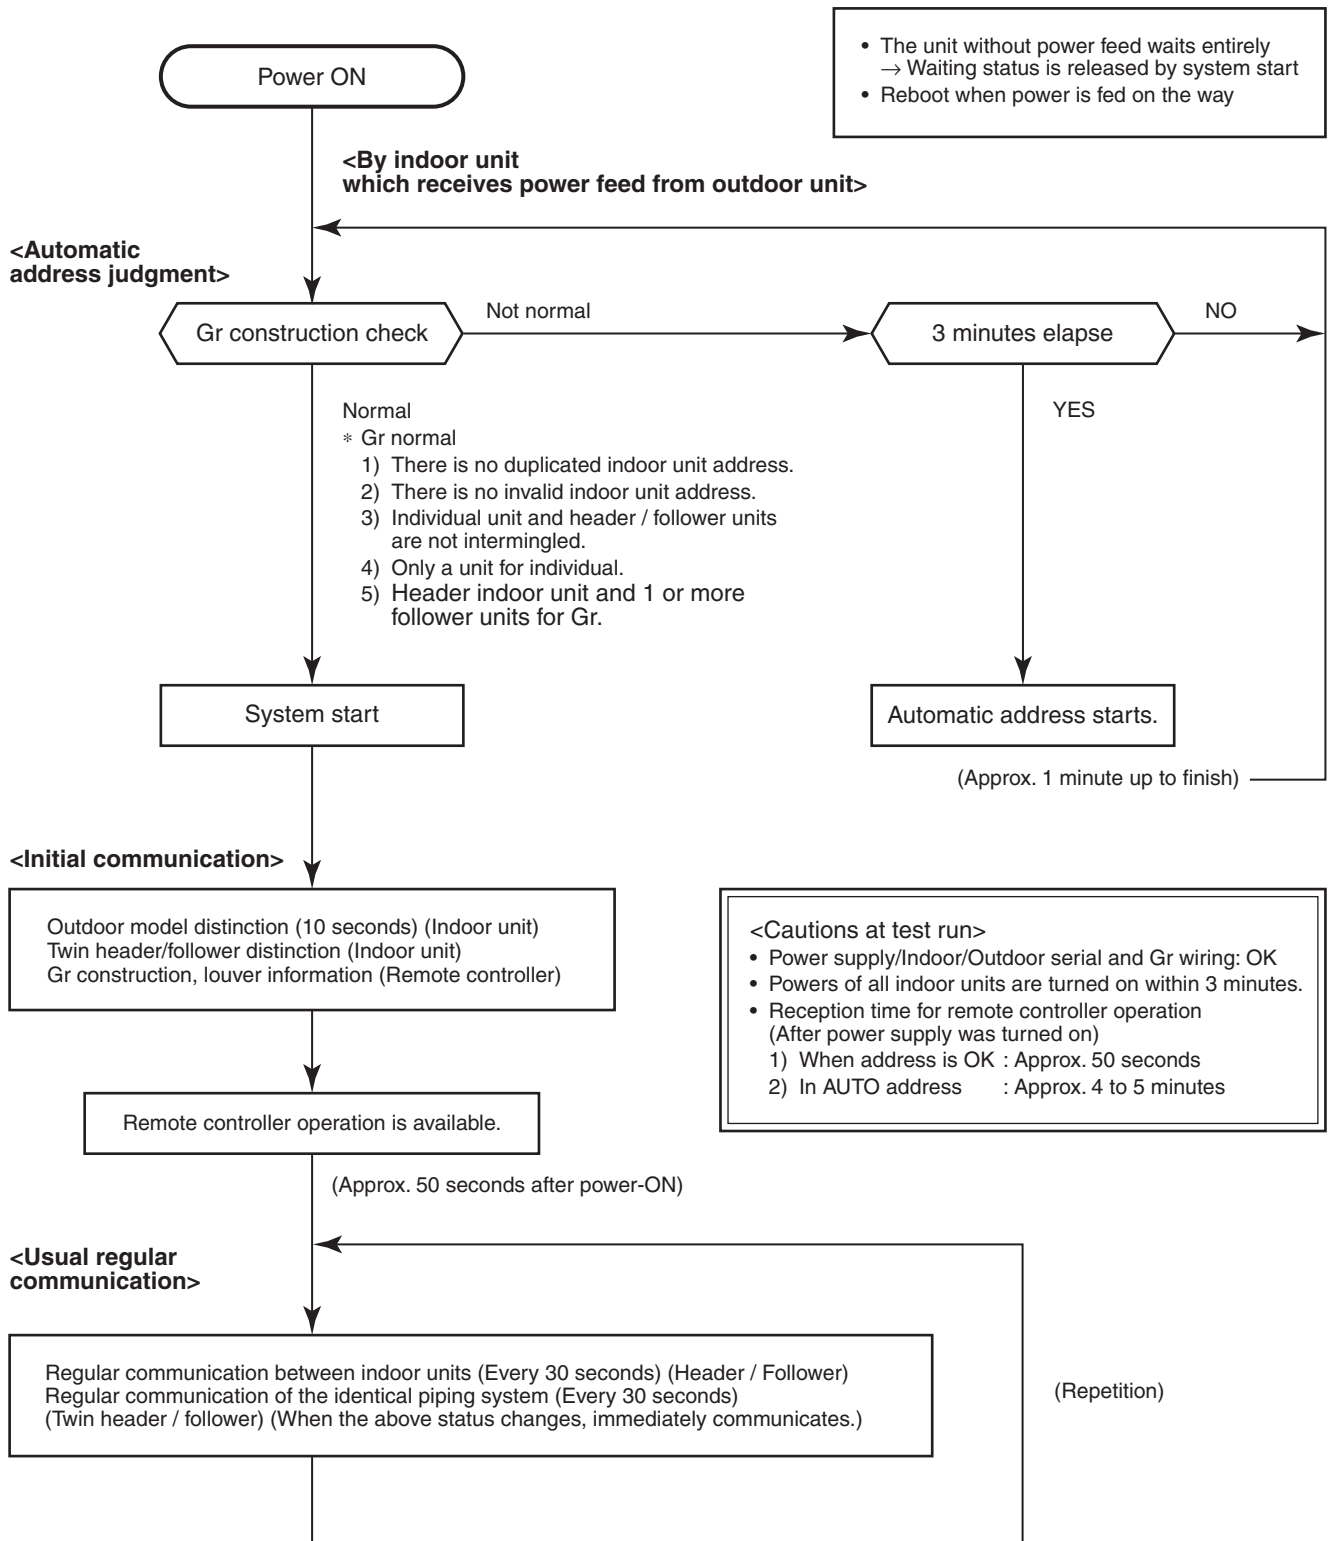 Power ON
• The unit without power feed waits entirely
→ Waiting status is released by system start
• Reboot when power is fed on the way
<By indoor unit
which receives power feed from outdoor unit>
<Automatic
address judgment>
Gr construction check
Not normal
3 minutes elapse
NO
Normal
* Gr normal
1) There is no duplicated indoor unit address.
2) There is no invalid indoor unit address.
3) Individual unit and header / follower units
are not intermingled.
4) Only a unit for individual.
5) Header indoor unit and 1 or more
follower units for Gr.
YES
System start
Automatic address starts.
(Approx. 1 minute up to finish)
<Initial communication>
Outdoor model distinction (10 seconds) (Indoor unit)
Twin header/follower distinction (Indoor unit)
Gr construction, louver information (Remote controller)
<Cautions at test run>
• Power supply/Indoor/Outdoor serial and Gr wiring: OK
• Powers of all indoor units are turned on within 3 minutes.
• Reception time for remote controller operation
(After power supply was turned on)
1) When address is OK : Approx. 50 seconds
2) In AUTO address : Approx. 4 to 5 minutes
Remote controller operation is available.
(Approx. 50 seconds after power-ON)
<Usual regular
communication>
Regular communication between indoor units (Every 30 seconds) (Header / Follower)
Regular communication of the identical piping system (Every 30 seconds)
(Twin header / follower) (When the above status changes, immediately communicates.)
(Repetition)